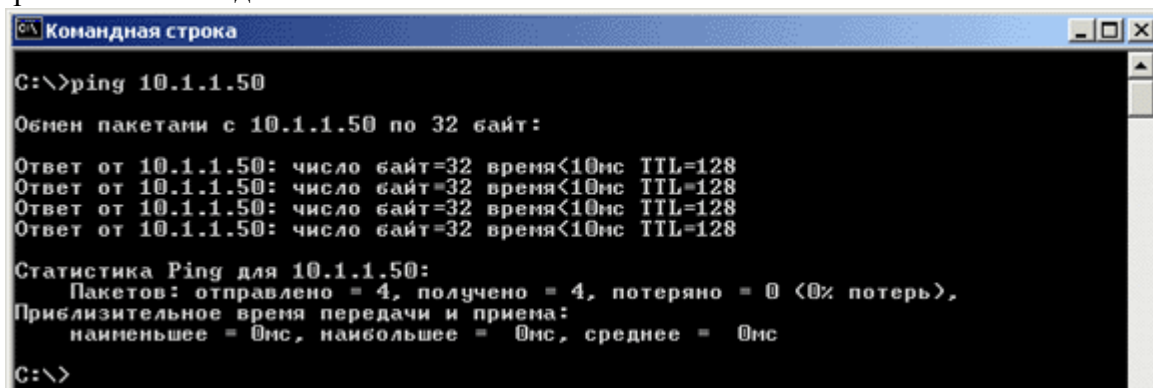 Командная строка
C:\>ping 10.1.1.50
Обмен пакетами с 10.1.1.50 по 32 байт:
Ответ от 10.1.1.50: число байт=32 время<10мс TTL=128
Ответ от 10.1.1.50: число байт=32 время<10мс TTL=128
Ответ от 10.1.1.50: число байт=32 время<10мс TTL=128
Ответ от 10.1.1.50: число байт=32 время<10мс TTL=128
Статистика Ping для 10.1.1.50:
Пакетов: отправлено = 4, получено = 4, потеряно = 0 (0% потерь),
Приблизительное время передачи и приема:
наименьшее = 0мс, наибольшее = 0мс, среднее = 0мс
C:\>